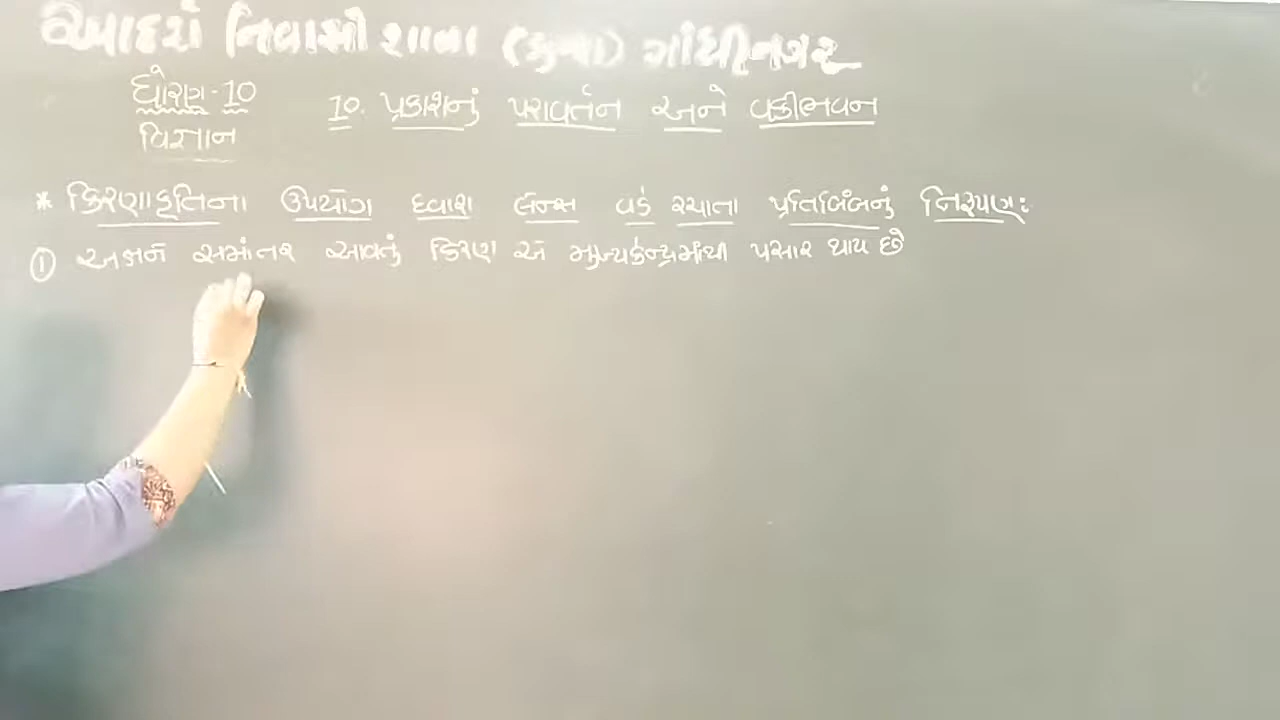 આદર્શ નિવાસી શાળા (કન્યા) ગાંધીનગર
ધોરણ-10
વિજ્ઞાન
10. પ્રકાશનું પરાવર્તન અને વક્રીભવન
* કિરણાકૃતિના ઉપયોગ દ્વારા લેન્સ વડે રચાતા પ્રતિબિંબનું નિરૂપણ:
① અક્ષને સમાંતર આવતું કિરણ એ મુખ્યકેન્દ્રમાંથી પસાર થાય છે